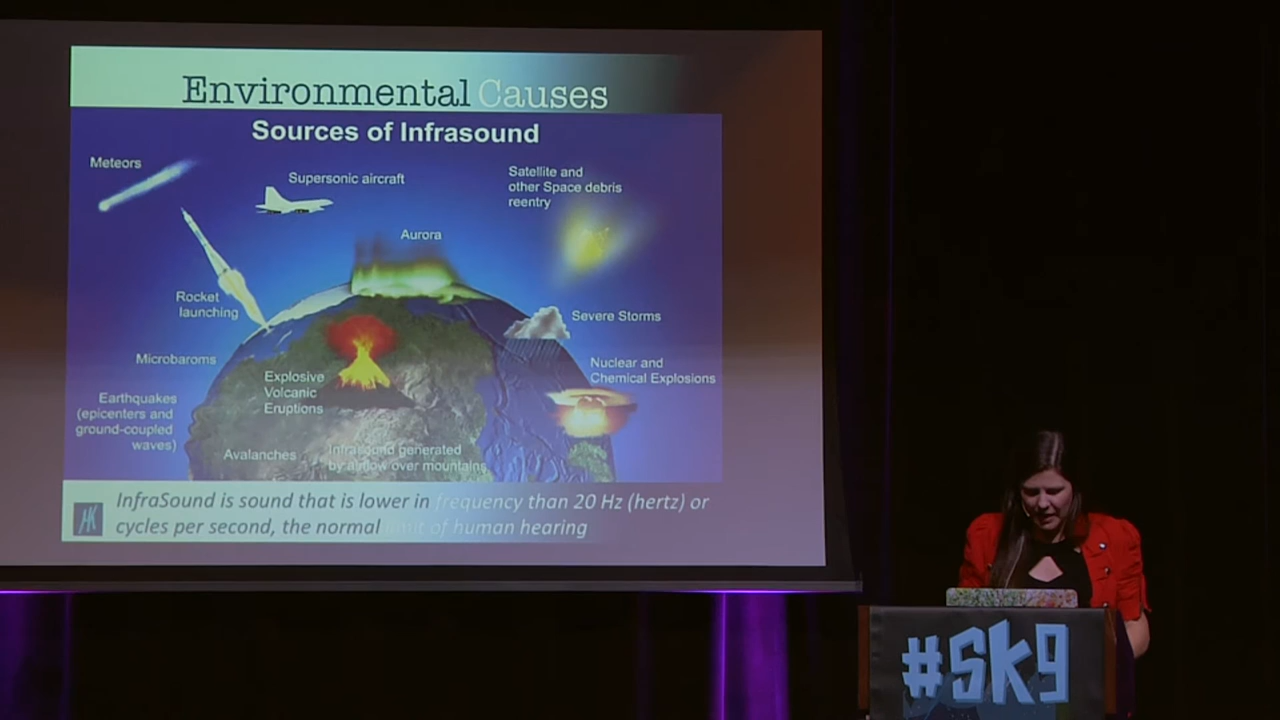 Environmental Causes
Sources of Infrasound
Meteors
Supersonic aircraft
Satellite and
other Space debris
reentry
Aurora
Rocket
launching
Severe Storms
Microbaroms
Nuclear and
Chemical Explosions
Explosive
Volcanic
Eruptions
Earthquakes
(epicenters and
ground-coupled
waves)
Avalanches
Infrasound generated
by airflow over mountains
InfraSound is sound that is lower in frequency than 20 Hz (hertz) or
cycles per second, the normal limit of human hearing
HK
#SK9